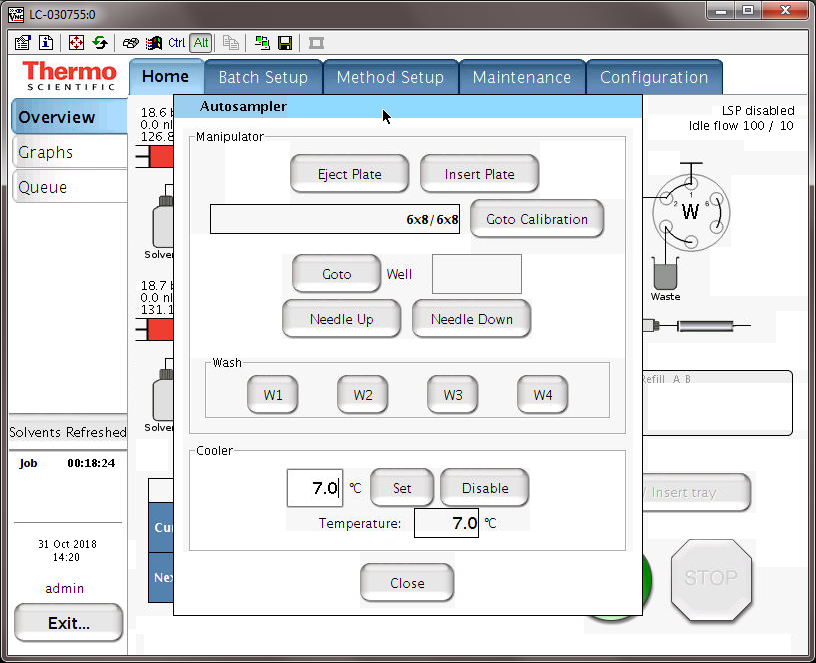 LC-030755:0
Ctrl Alt
Thermo
SCIENTIFIC
Home Batch Setup Method Setup Maintenance Configuration
Overview
Graphs
Queue
18.6 b
0.0 nl
126.8
Autosampler
LSP disabled
Idle flow 100 / 10
Manipulator
Eject Plate Insert Plate
6x8/6x8 Goto Calibration
1
2 6
W
Goto Well
Solven
Waste
18.7 b
0.0 nl
131.1
Needle Up Needle Down
Wash
W1 W2 W3 W4
efill A B
Solven
Solvents Refreshed
Cooler
Job 00:18:24
7.0 °C Set Disable
/ Insert tray
Temperature: 7.0 °C
Cu
31 Oct 2018
14:20
Nex
admin
Close
STOP
Exit...